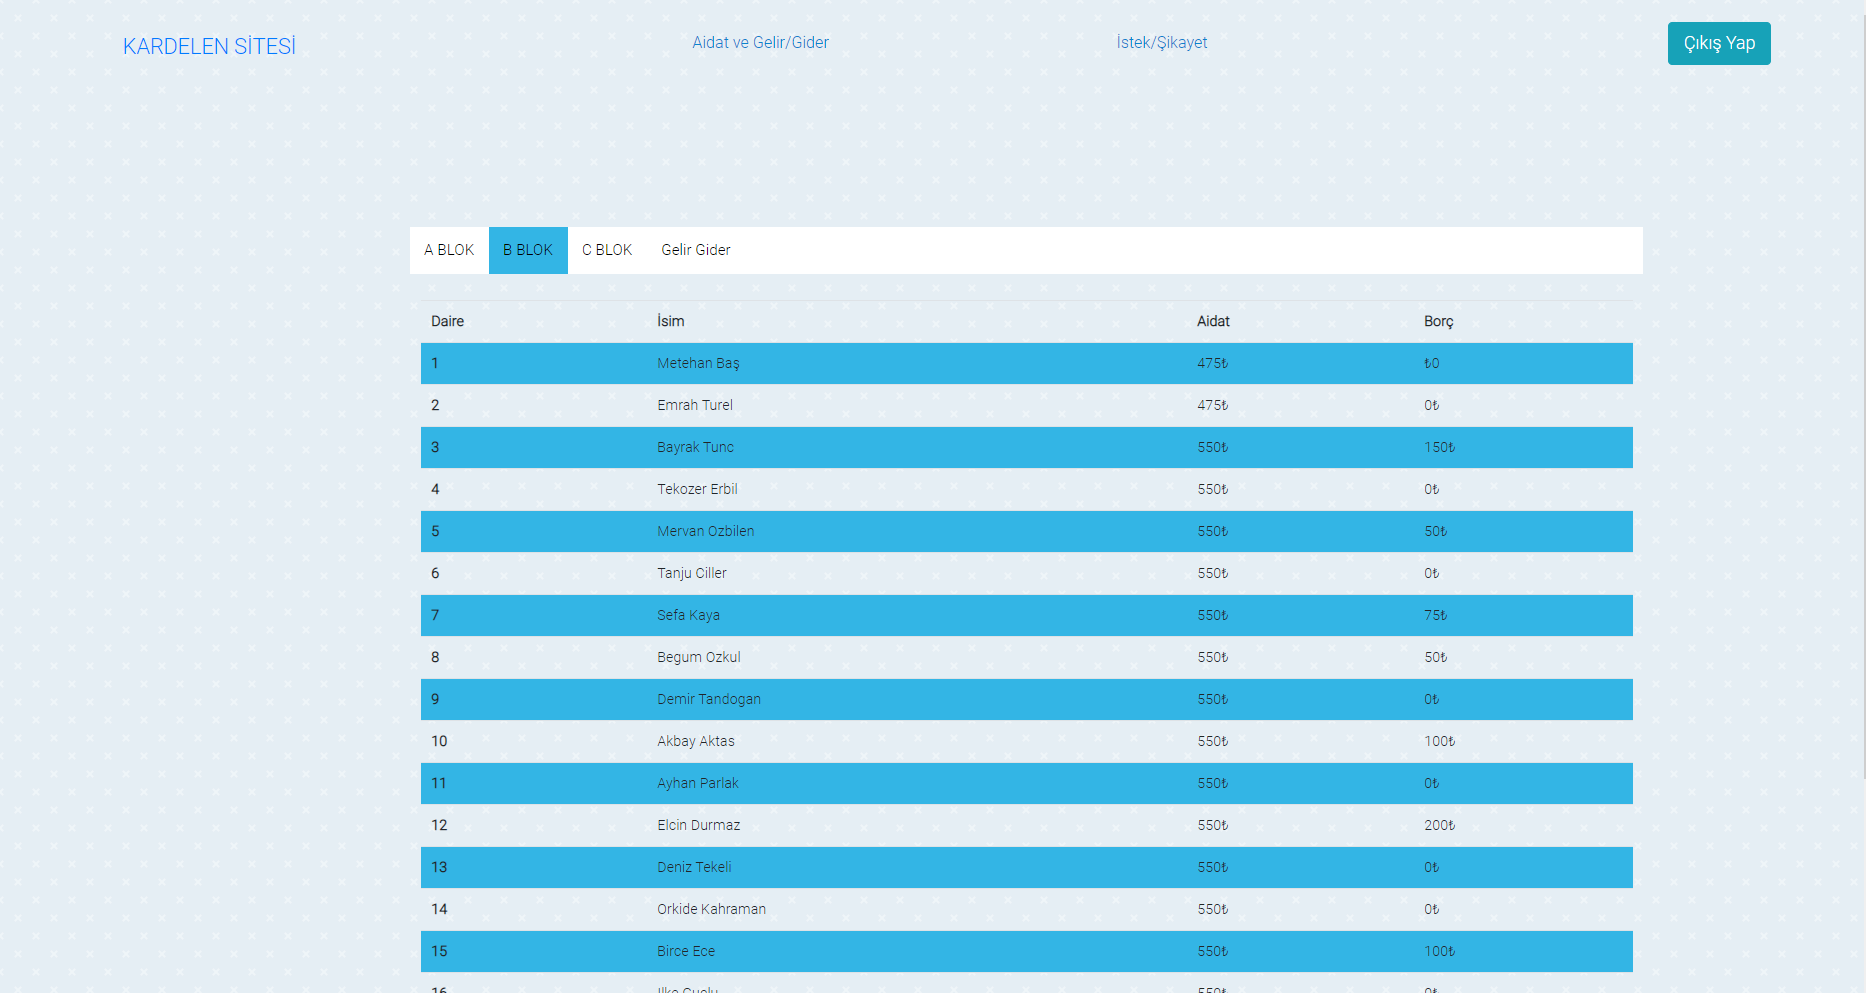 KARDELEN SİTESİ Aidat ve Gelir/Gider İstek/Şikayet Çıkış Yap
A BLOK B BLOK C BLOK Gelir Gider
Daire İsim Aidat Borç
1 Metehan Baş 475₺ ₺0
2 Emrah Turel 475₺ 0₺
3 Bayrak Tunc 550₺ 150₺
4 Tekozer Erbil 550₺ 0₺
5 Mervan Ozbilen 550₺ 50₺
6 Tanju Ciller 550₺ 0₺
7 Sefa Kaya 550₺ 75₺
8 Begum Ozkul 550₺ 50₺
9 Demir Tandogan 550₺ 0₺
10 Akbay Aktas 550₺ 100₺
11 Ayhan Parlak 550₺ 0₺
12 Elcin Durmaz 550₺ 200₺
13 Deniz Tekeli 550₺ 0₺
14 Orkide Kahraman 550₺ 0₺
15 Birce Ece 550₺ 100₺
16 550₺ 0₺